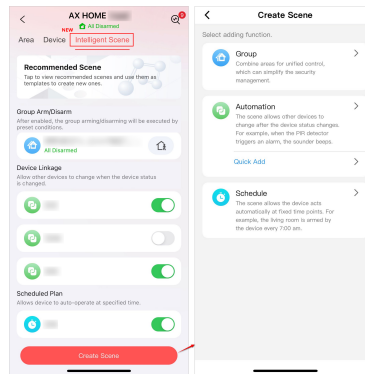 AX HOME
All Disarmed
NEW
Area Device Intelligent Scene
Recommended Scene
Tap to view recommended scenes and use them as
templates to create new ones.
Group Arm/Disarm
After enabled, the group arming/disarming will be executed by
preset conditions.
All Disarmed
Device Linkage
Allow other devices to change when the device status
is changed.
Scheduled Plan
Allows device to auto-operate at specified time.
Create Scene
Create Scene
Select adding function.
Group
Combine areas for unified control,
which can simplify the security
management.
Automation
The scene allows other devices to
change after the device status changes.
For example, when the PIR detector
triggers an alarm, the sounder beeps.
Quick Add
Schedule
The scene allows the device acts
automatically at fixed time points. For
example, the living room is armed by
the device every 7:00 am.